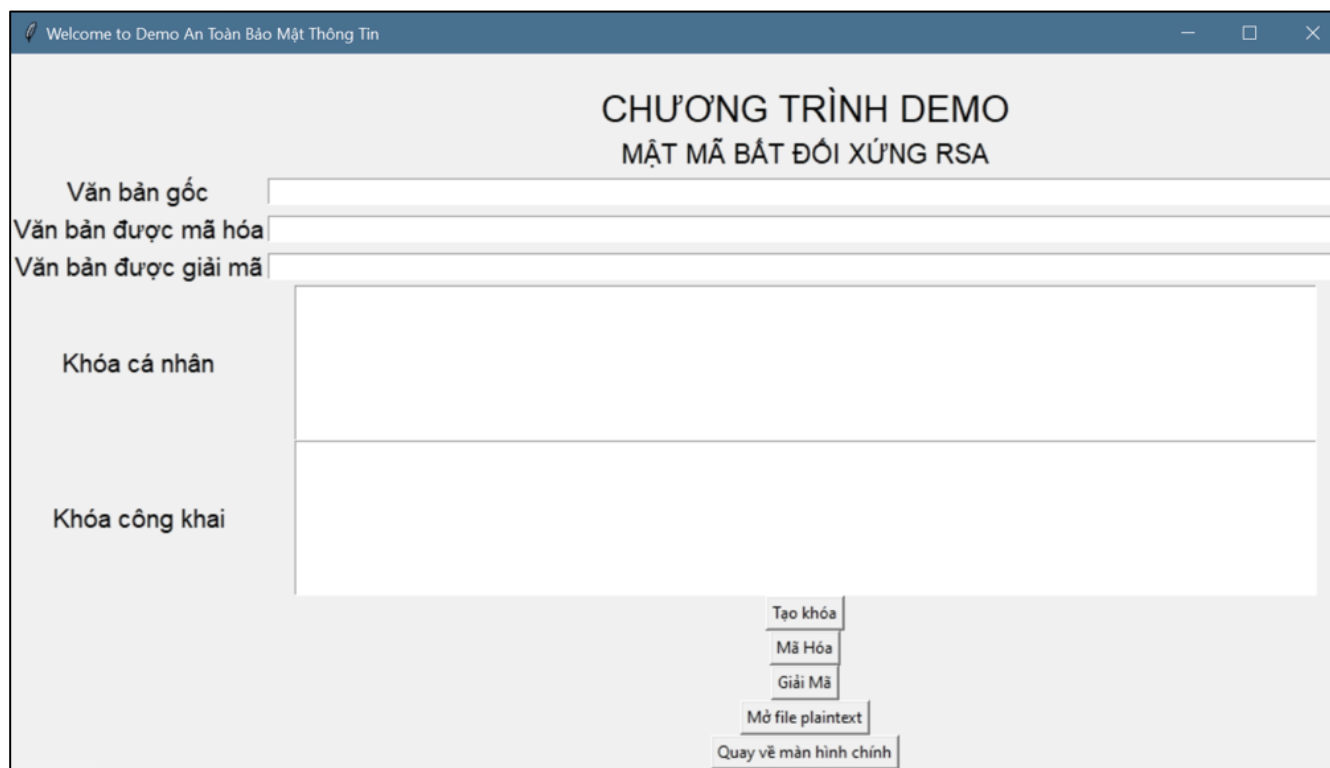 Welcome to Demo An Toàn Bảo Mật Thông Tin
CHƯƠNG TRÌNH DEMO
MẬT MÃ BẤT ĐỐI XỨNG RSA
Văn bản gốc
Văn bản được mã hóa
Văn bản được giải mã
Khóa cá nhân
Khóa công khai
Tạo khóa
Mã Hóa
Giải Mã
Mở file plaintext
Quay về màn hình chính